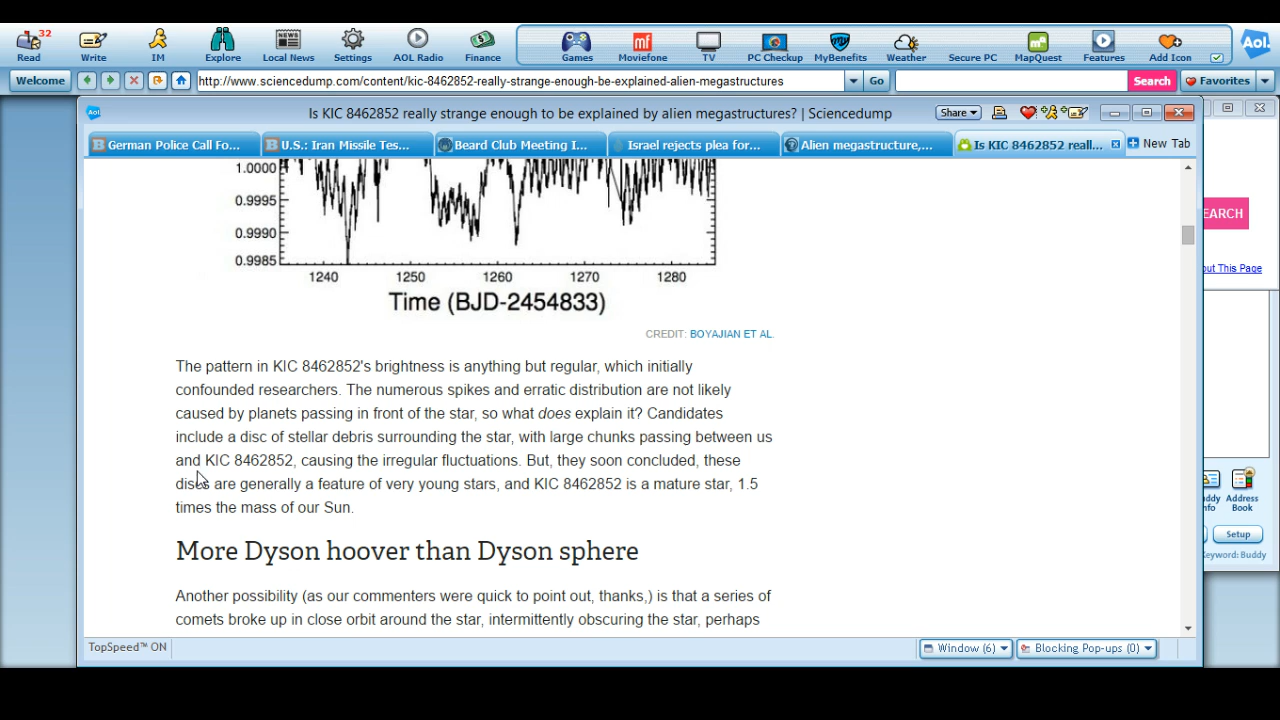 32
Read
Write
IM
Explore
NEWS
Local News
Settings
AOL Radio
Finance
Games
mf
Moviefone
TV
PC Checkup
My
MyBenefits
Weather
Secure PC
m
MapQuest
Features
Add Icon
Aol.
Welcome
http://www.sciencedump.com/content/kic-8462852-really-strange-enough-be-explained-alien-megastructures
Go
Search
Favorites
Aol
Is KIC 8462852 really strange enough to be explained by alien megastructures? | Sciencedump
Share
B German Police Call Fo...
B U.S.: Iran Missile Tes...
Beard Club Meeting I...
Israel rejects plea for...
Alien megastructure,...
Is KIC 8462852 reall...
New Tab
1.0000
0.9995
0.9990
0.9985
1240 1250 1260 1270 1280
Time (BJD-2454833)
CREDIT: BOYAJIAN ET AL.
The pattern in KIC 8462852's brightness is anything but regular, which initially
confounded researchers. The numerous spikes and erratic distribution are not likely
caused by planets passing in front of the star, so what does explain it? Candidates
include a disc of stellar debris surrounding the star, with large chunks passing between us
and KIC 8462852, causing the irregular fluctuations. But, they soon concluded, these
discs are generally a feature of very young stars, and KIC 8462852 is a mature star, 1.5
times the mass of our Sun.
More Dyson hoover than Dyson sphere
Another possibility (as our commenters were quick to point out, thanks,) is that a series of
comets broke up in close orbit around the star, intermittently obscuring the star, perhaps
EARCH
out This Page
uddy
nfo
Address
Book
Setup
Keyword: Buddy
TopSpeed™ ON
Window (6)
Blocking Pop-ups (0)